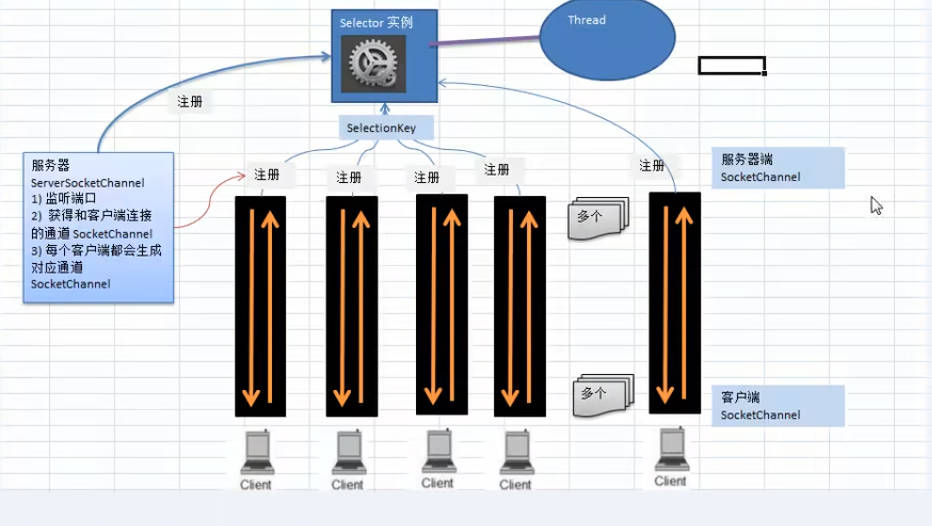 Selector 实例
Thread
注册
SelectionKey
服务器
ServerSocketChannel
1) 监听端口
2) 获得和客户端连接
的通道 SocketChannel
3) 每个客户端都会生成
对应通道
SocketChannel
注册
注册
注册
注册
注册
服务器端
SocketChannel
多个
多个
客户端
SocketChannel
Client
Client
Client
Client
Client